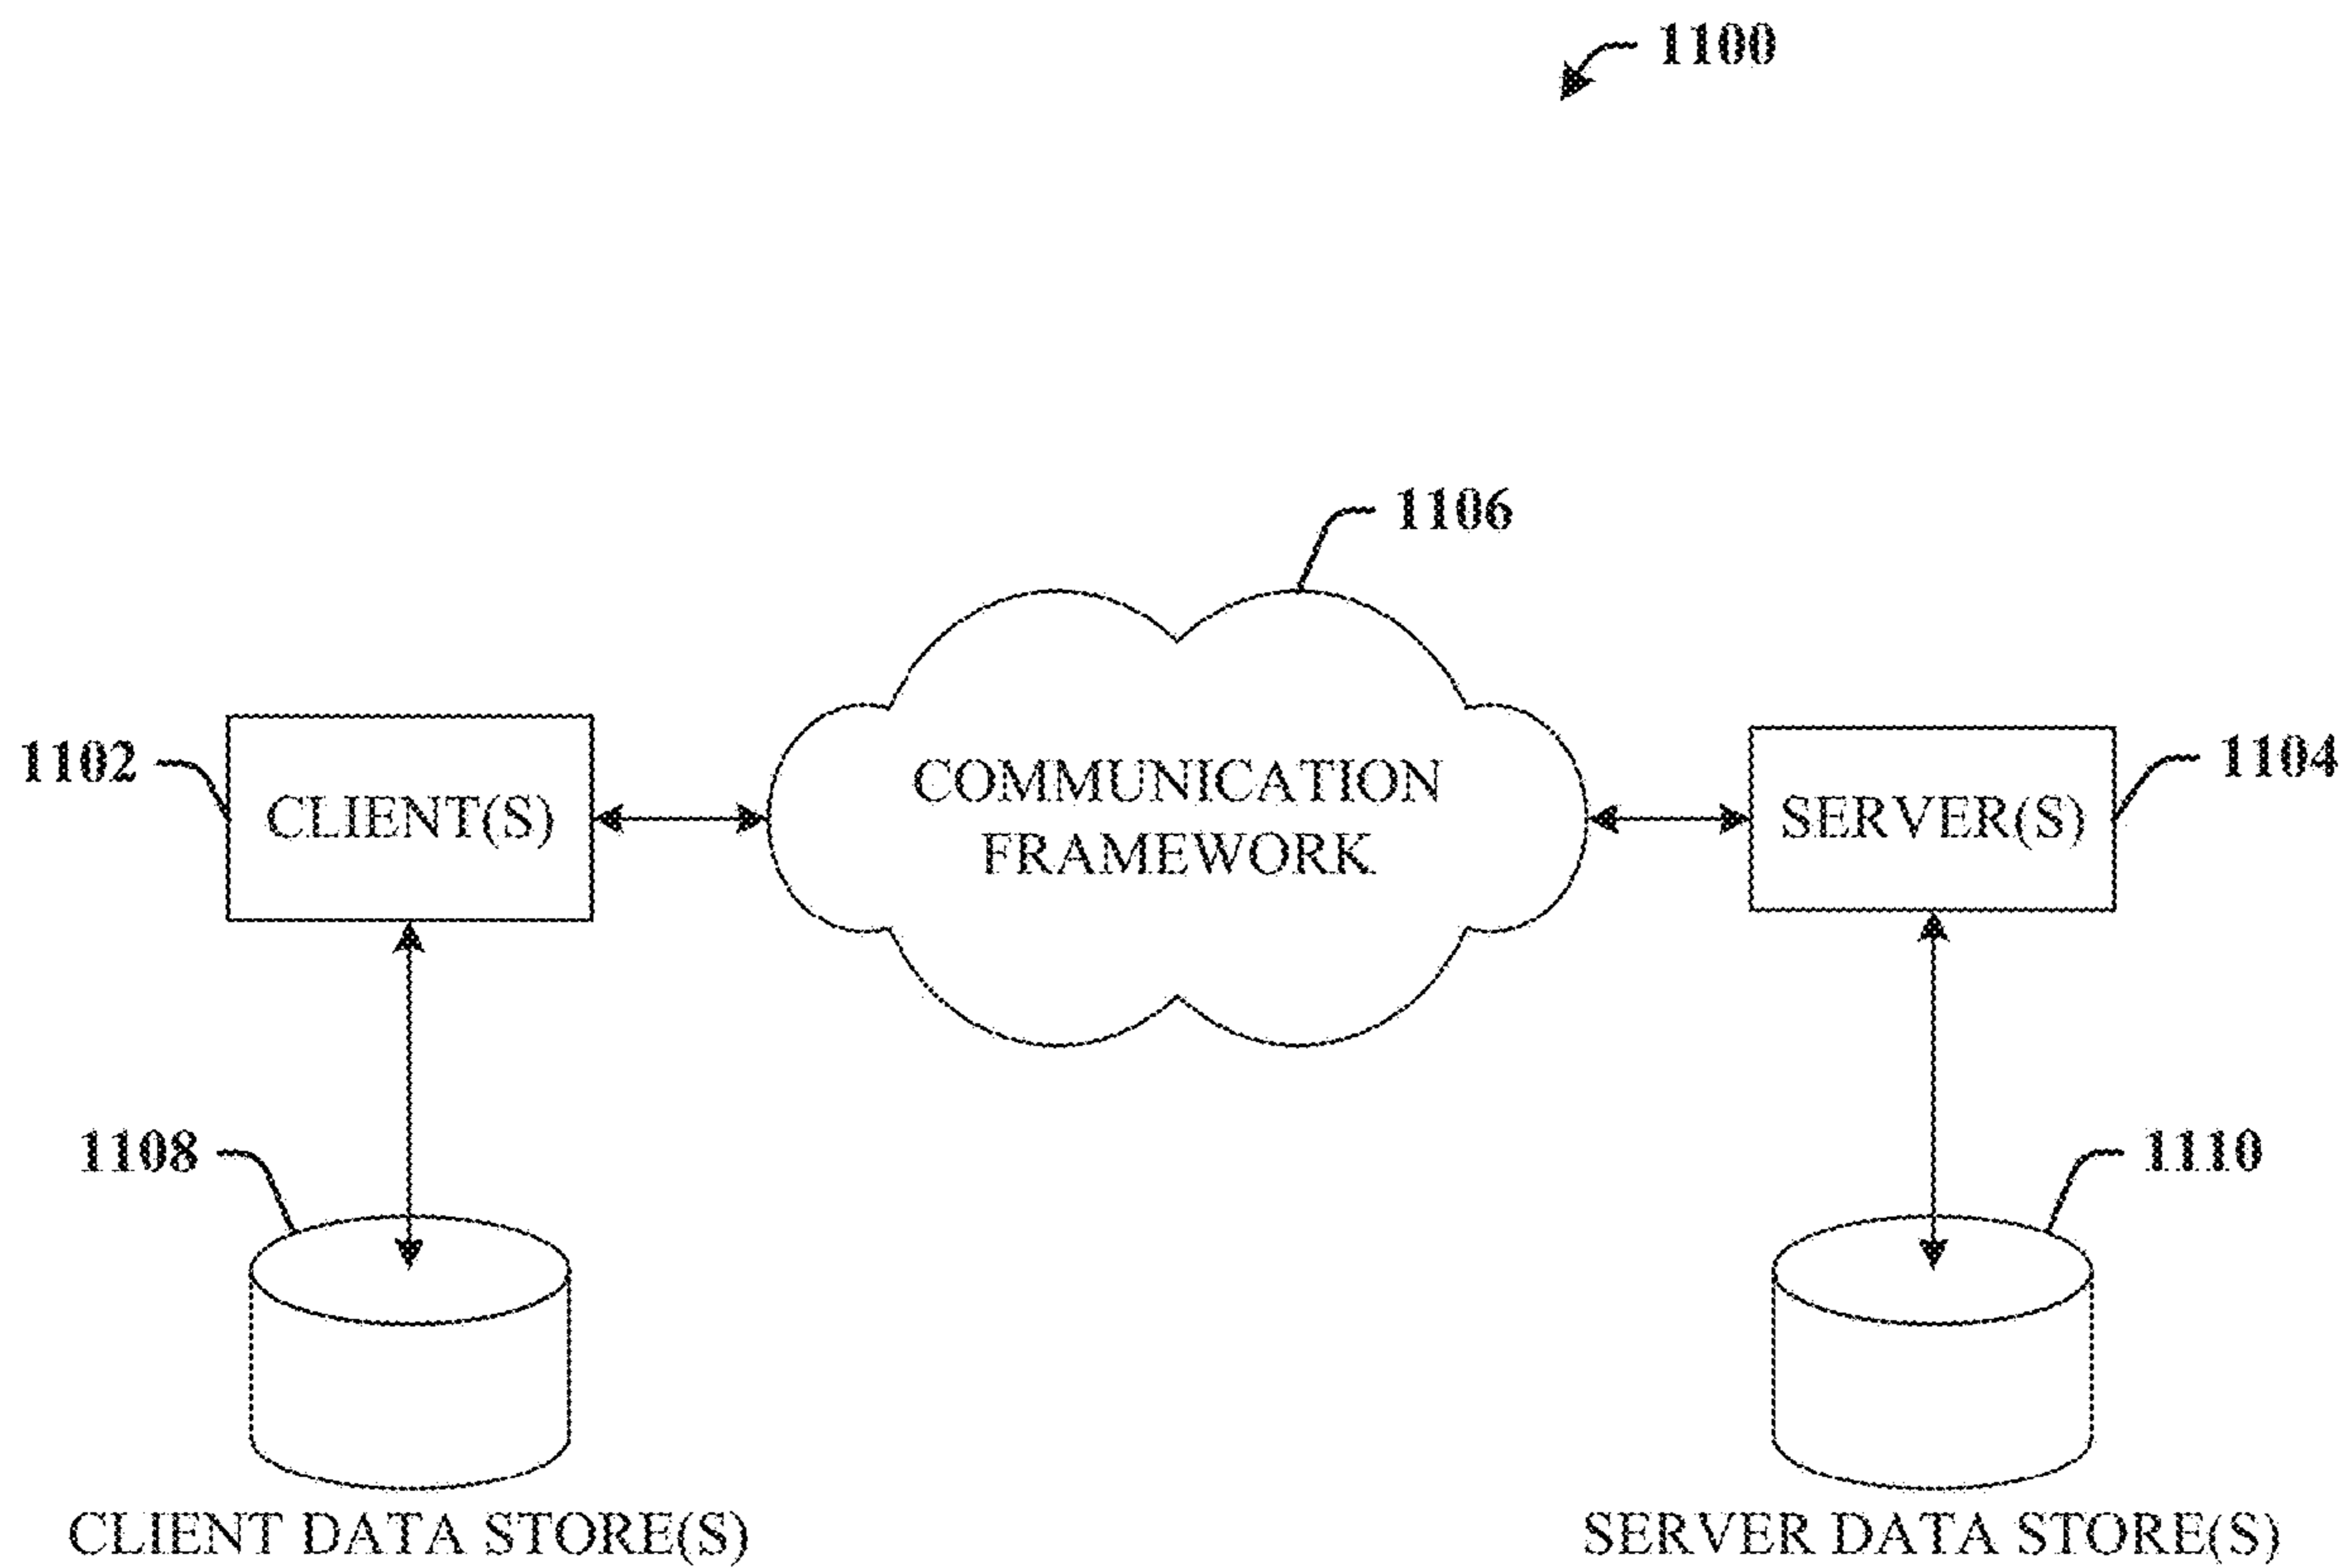 1100
1106
1102
CLIENT(S)
COMMUNICATION
FRAMEWORK
SERVER(S)
1104
1108
1110
CLIENT DATA STORE(S)
SERVER DATA STORE(S)